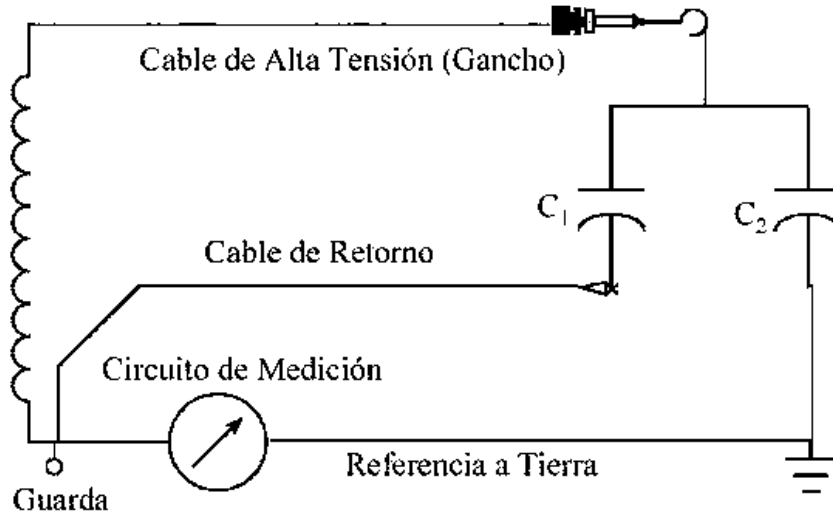 Cable de Alta Tensión (Gancho)
C1
C2
Cable de Retorno
Circuito de Medición
Referencia a Tierra
Guarda